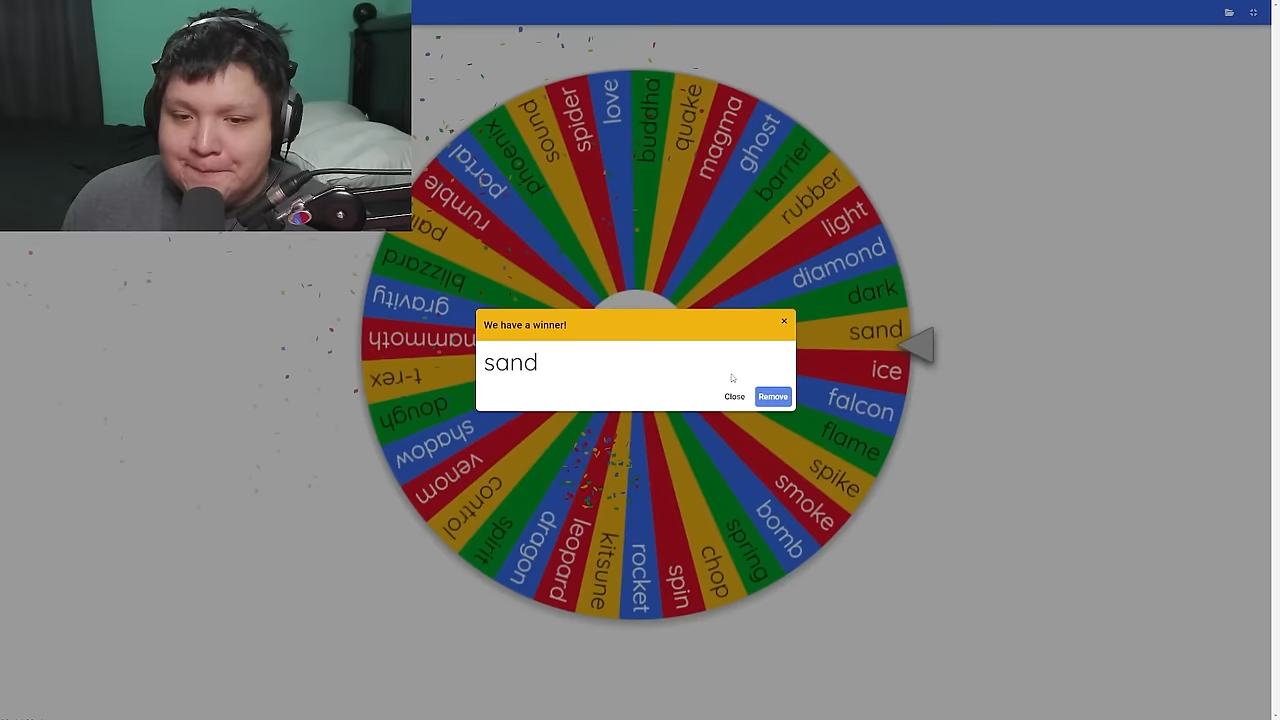 We have a winner!
×
sand
Close
Remove
love
buddha
quake
magma
ghost
barrier
rubber
light
diamond
dark
sand
ice
falcon
flame
spike
smoke
bomb
spring
chop
spin
rocket
kitsune
leopard
dragon
spirit
control
venom
shadow
dough
t-rex
mammoth
gravity
blizzard
pain
rumble
portal
phoenix
sound
spider